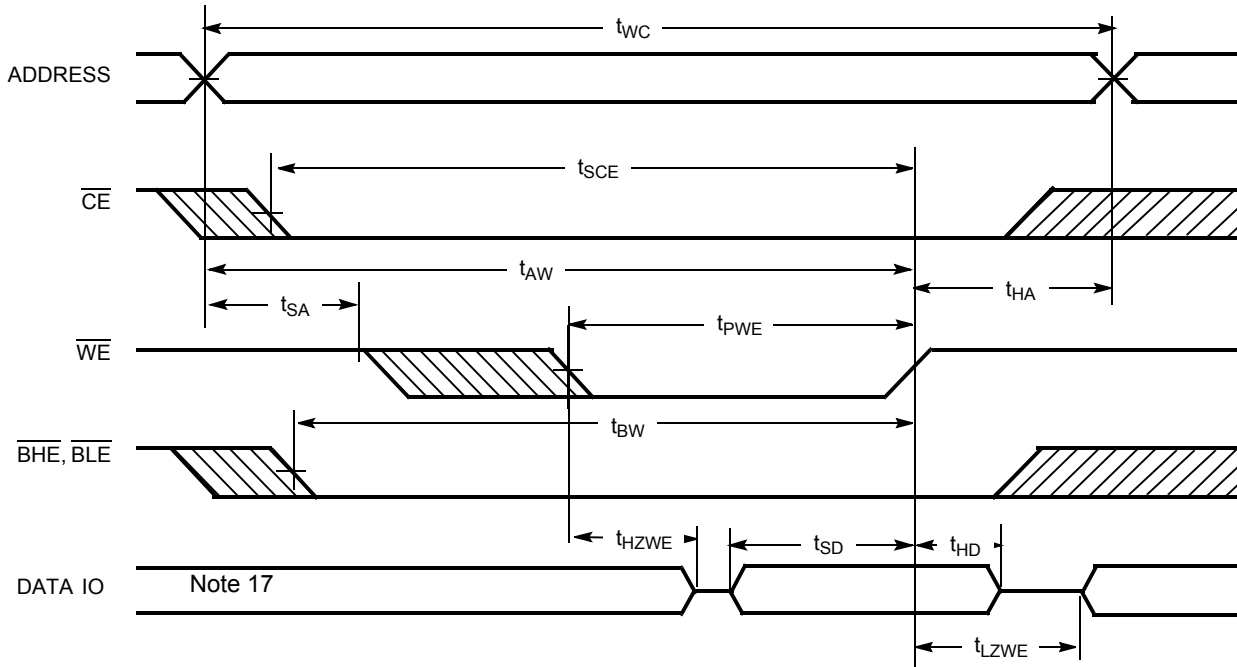 tWC
ADDRESS
tSCE
CE
tAW
tSA
tHA
tPWE
WE
tBW
BHE, BLE
tHZWE
tSD
tHD
DATA IO
Note 17
tLZWE